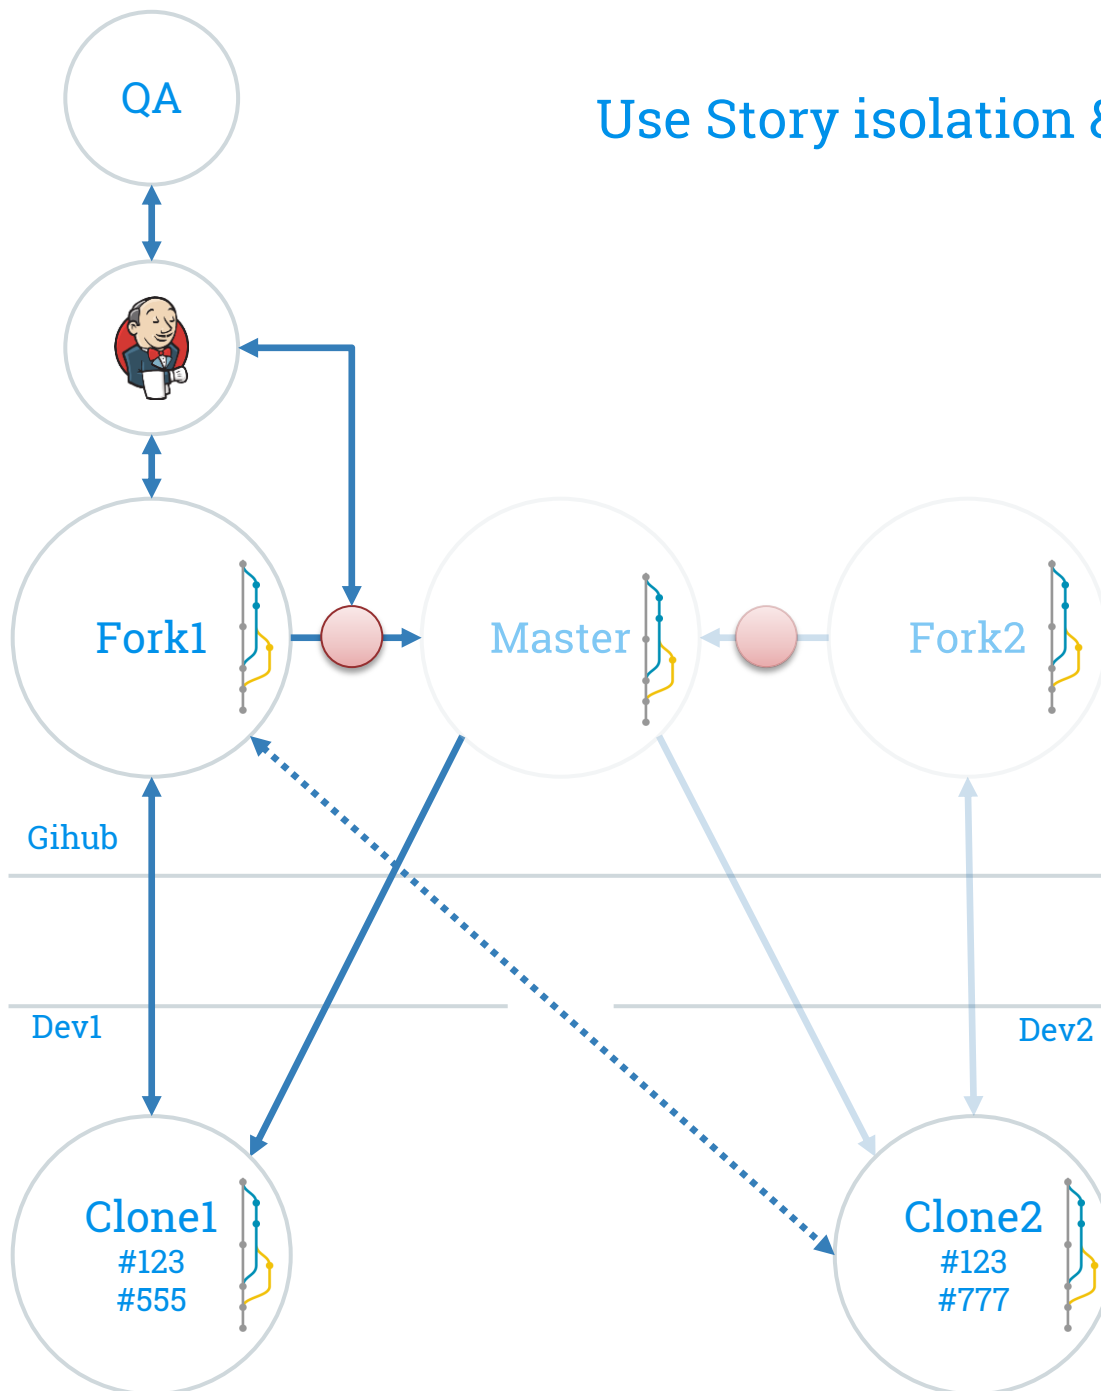 QA
Use Story isolation &
Fork1
Master
Fork2
Gihub
Dev1
Dev2
Clone1
#123
#555
Clone2
#123
#777